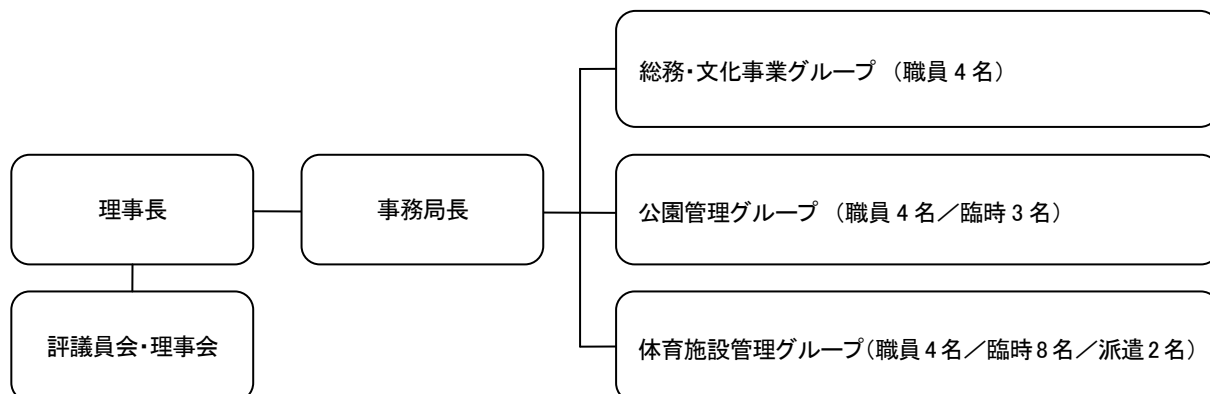 総務・文化事業グループ （職員 4 名）
理事長
事務局長
公園管理グループ （職員 4 名／臨時 3 名）
評議員会・理事会
体育施設管理グループ（職員 4 名／臨時 8 名／派遣 2 名）